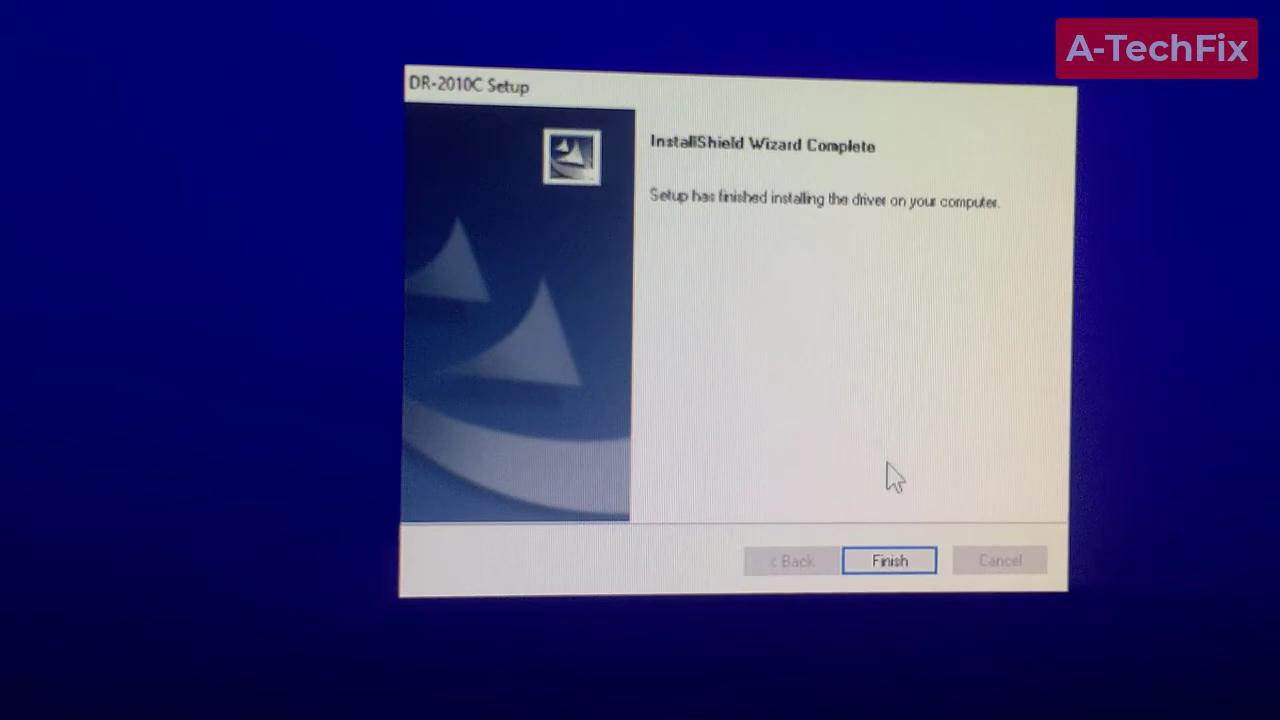 A-TechFix
DR-2010C Setup
InstallShield Wizard Complete
Setup has finished installing the driver on your computer.
< Back
Finish
Cancel